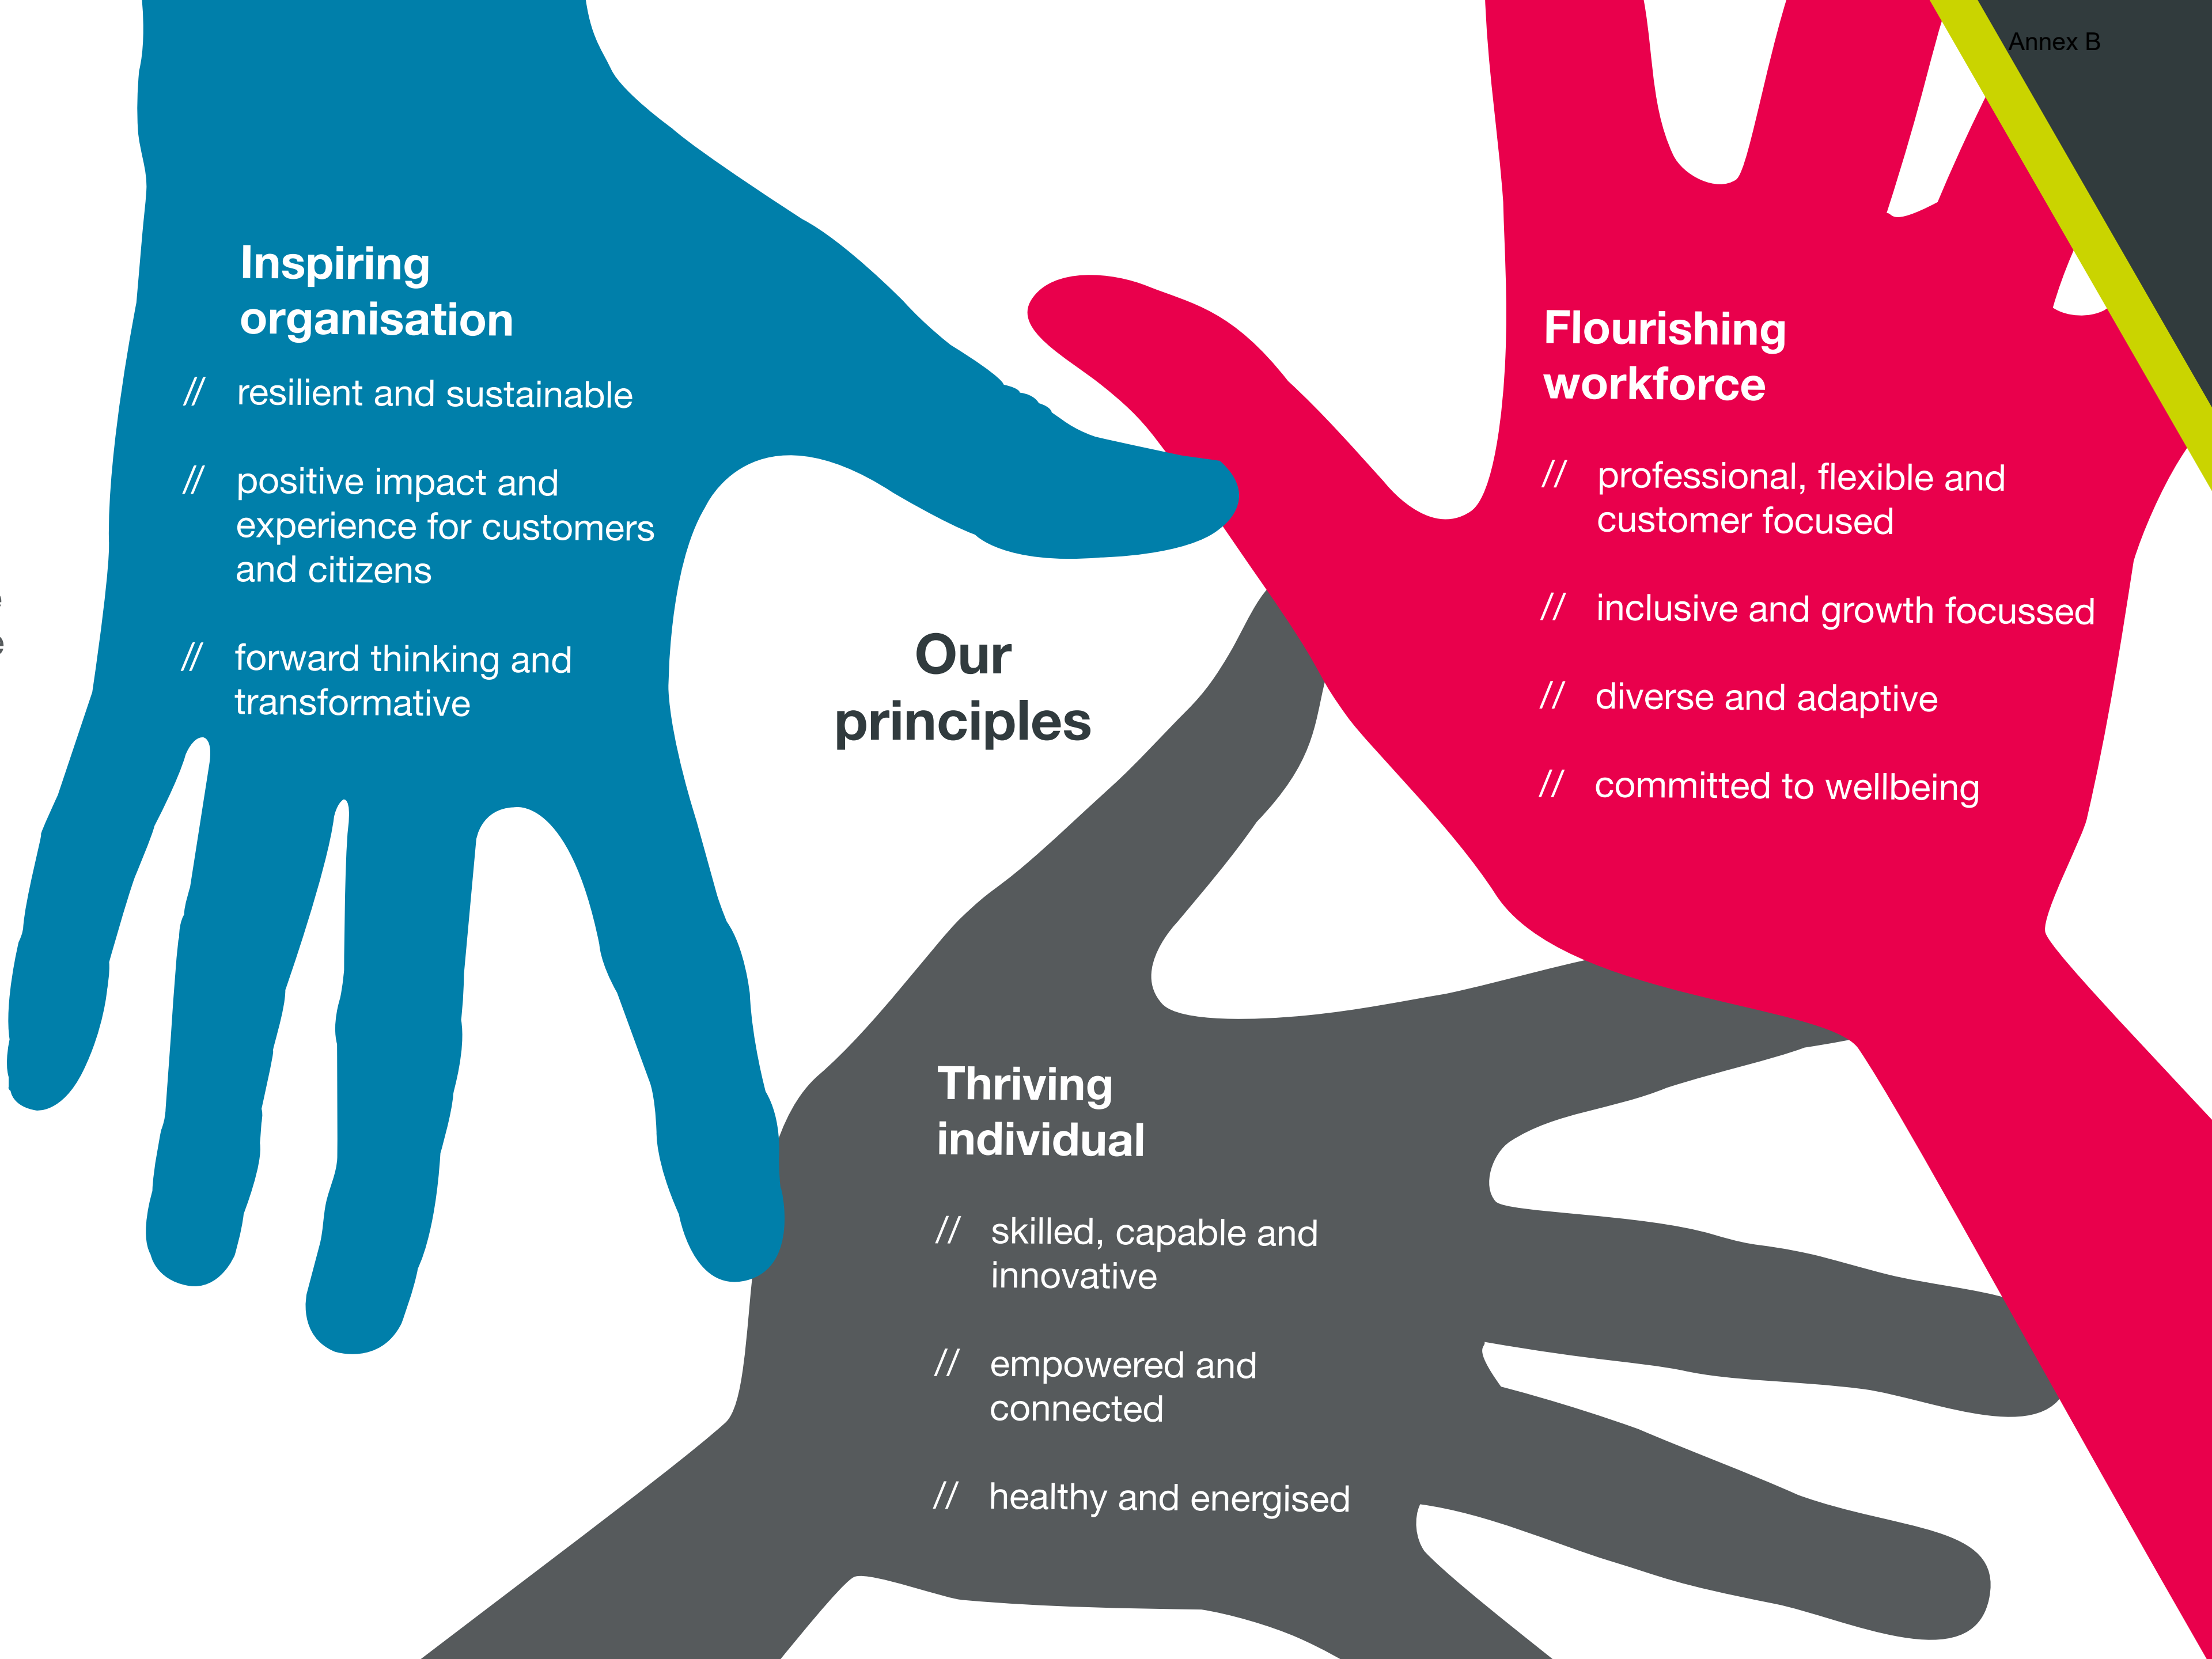 Annex B
Inspiring
organisation
// resilient and sustainable
// positive impact and
experience for customers
and citizens
// forward thinking and
transformative
Our
principles
Flourishing
workforce
// professional, flexible and
customer focused
// inclusive and growth focussed
// diverse and adaptive
// committed to wellbeing
Thriving
individual
// skilled, capable and
innovative
// empowered and
connected
// healthy and energised